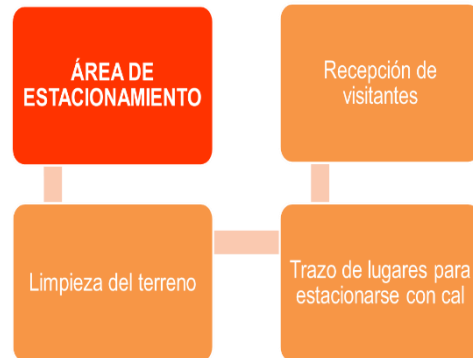 ÁREA DE
ESTACIONAMIENTO
Limpieza del terreno
Trazo de lugares para
estacionarse con cal
Recepción de
visitantes